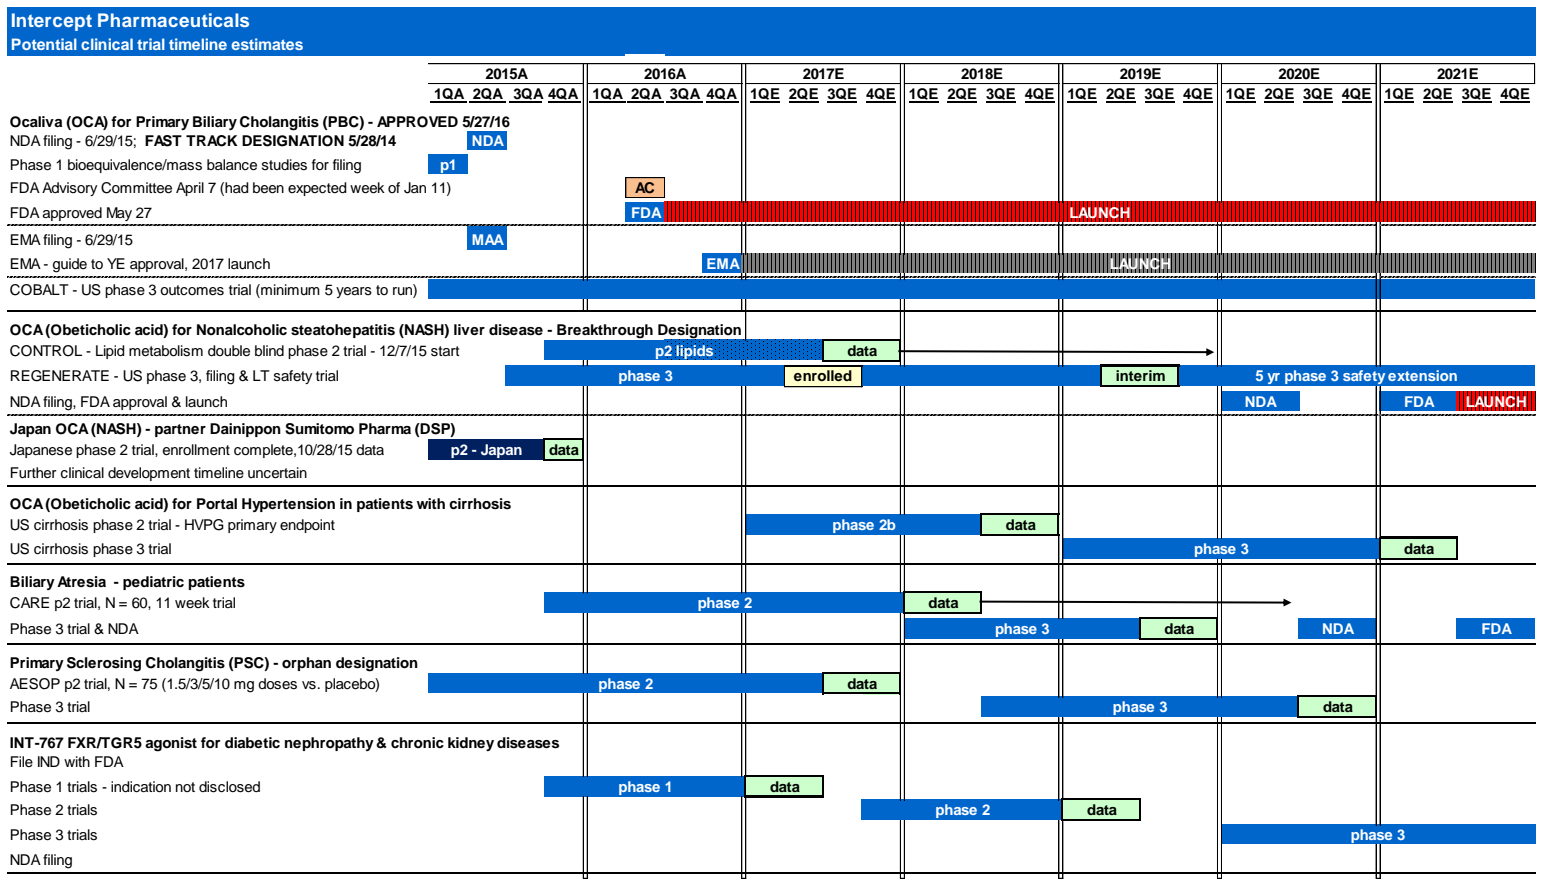 Intercept Pharmaceuticals
Potential clinical trial timeline estimates
2015A 2016A 2017E 2018E 2019E 2020E 2021E
1QA 2QA 3QA 4QA 1QA 2QA 3QA 4QA 1QE 2QE 3QE 4QE 1QE 2QE 3QE 4QE 1QE 2QE 3QE 4QE 1QE 2QE 3QE 4QE 1QE 2QE 3QE 4QE
Ocaliva (OCA) for Primary Biliary Cholangitis (PBC) - APPROVED 5/27/16
NDA filing - 6/29/15; FAST TRACK DESIGNATION 5/28/14 NDA
Phase 1 bioequivalence/mass balance studies for filing p1
FDA Advisory Committee April 7 (had been expected week of Jan 11) AC
FDA approved May 27 FDA LAUNCH
EMA filing - 6/29/15 MAA
EMA - guide to YE approval, 2017 launch EMA LAUNCH
COBALT - US phase 3 outcomes trial (minimum 5 years to run)
OCA (Obeticholic acid) for Nonalcoholic steatohepatitis (NASH) liver disease - Breakthrough Designation
CONTROL - Lipid metabolism double blind phase 2 trial - 12/7/15 start p2 lipids data
REGENERATE - US phase 3, filing & LT safety trial phase 3 enrolled interim 5 yr phase 3 safety extension
NDA filing, FDA approval & launch NDA FDA LAUNCH
Japan OCA (NASH) - partner Dainippon Sumitomo Pharma (DSP)
Japanese phase 2 trial, enrollment complete,10/28/15 data p2 - Japan data
Further clinical development timeline uncertain
OCA (Obeticholic acid) for Portal Hypertension in patients with cirrhosis
US cirrhosis phase 2 trial - HVPG primary endpoint phase 2b data
US cirrhosis phase 3 trial phase 3 data
Biliary Atresia - pediatric patients
CARE p2 trial, N = 60, 11 week trial phase 2 data
Phase 3 trial & NDA phase 3 data NDA FDA
Primary Sclerosing Cholangitis (PSC) - orphan designation
AESOP p2 trial, N = 75 (1.5/3/5/10 mg doses vs. placebo) phase 2 data
Phase 3 trial phase 3 data
INT-767 FXR/TGR5 agonist for diabetic nephropathy & chronic kidney diseases
File IND with FDA
Phase 1 trials - indication not disclosed phase 1 data
Phase 2 trials phase 2 data
Phase 3 trials phase 3
NDA filing